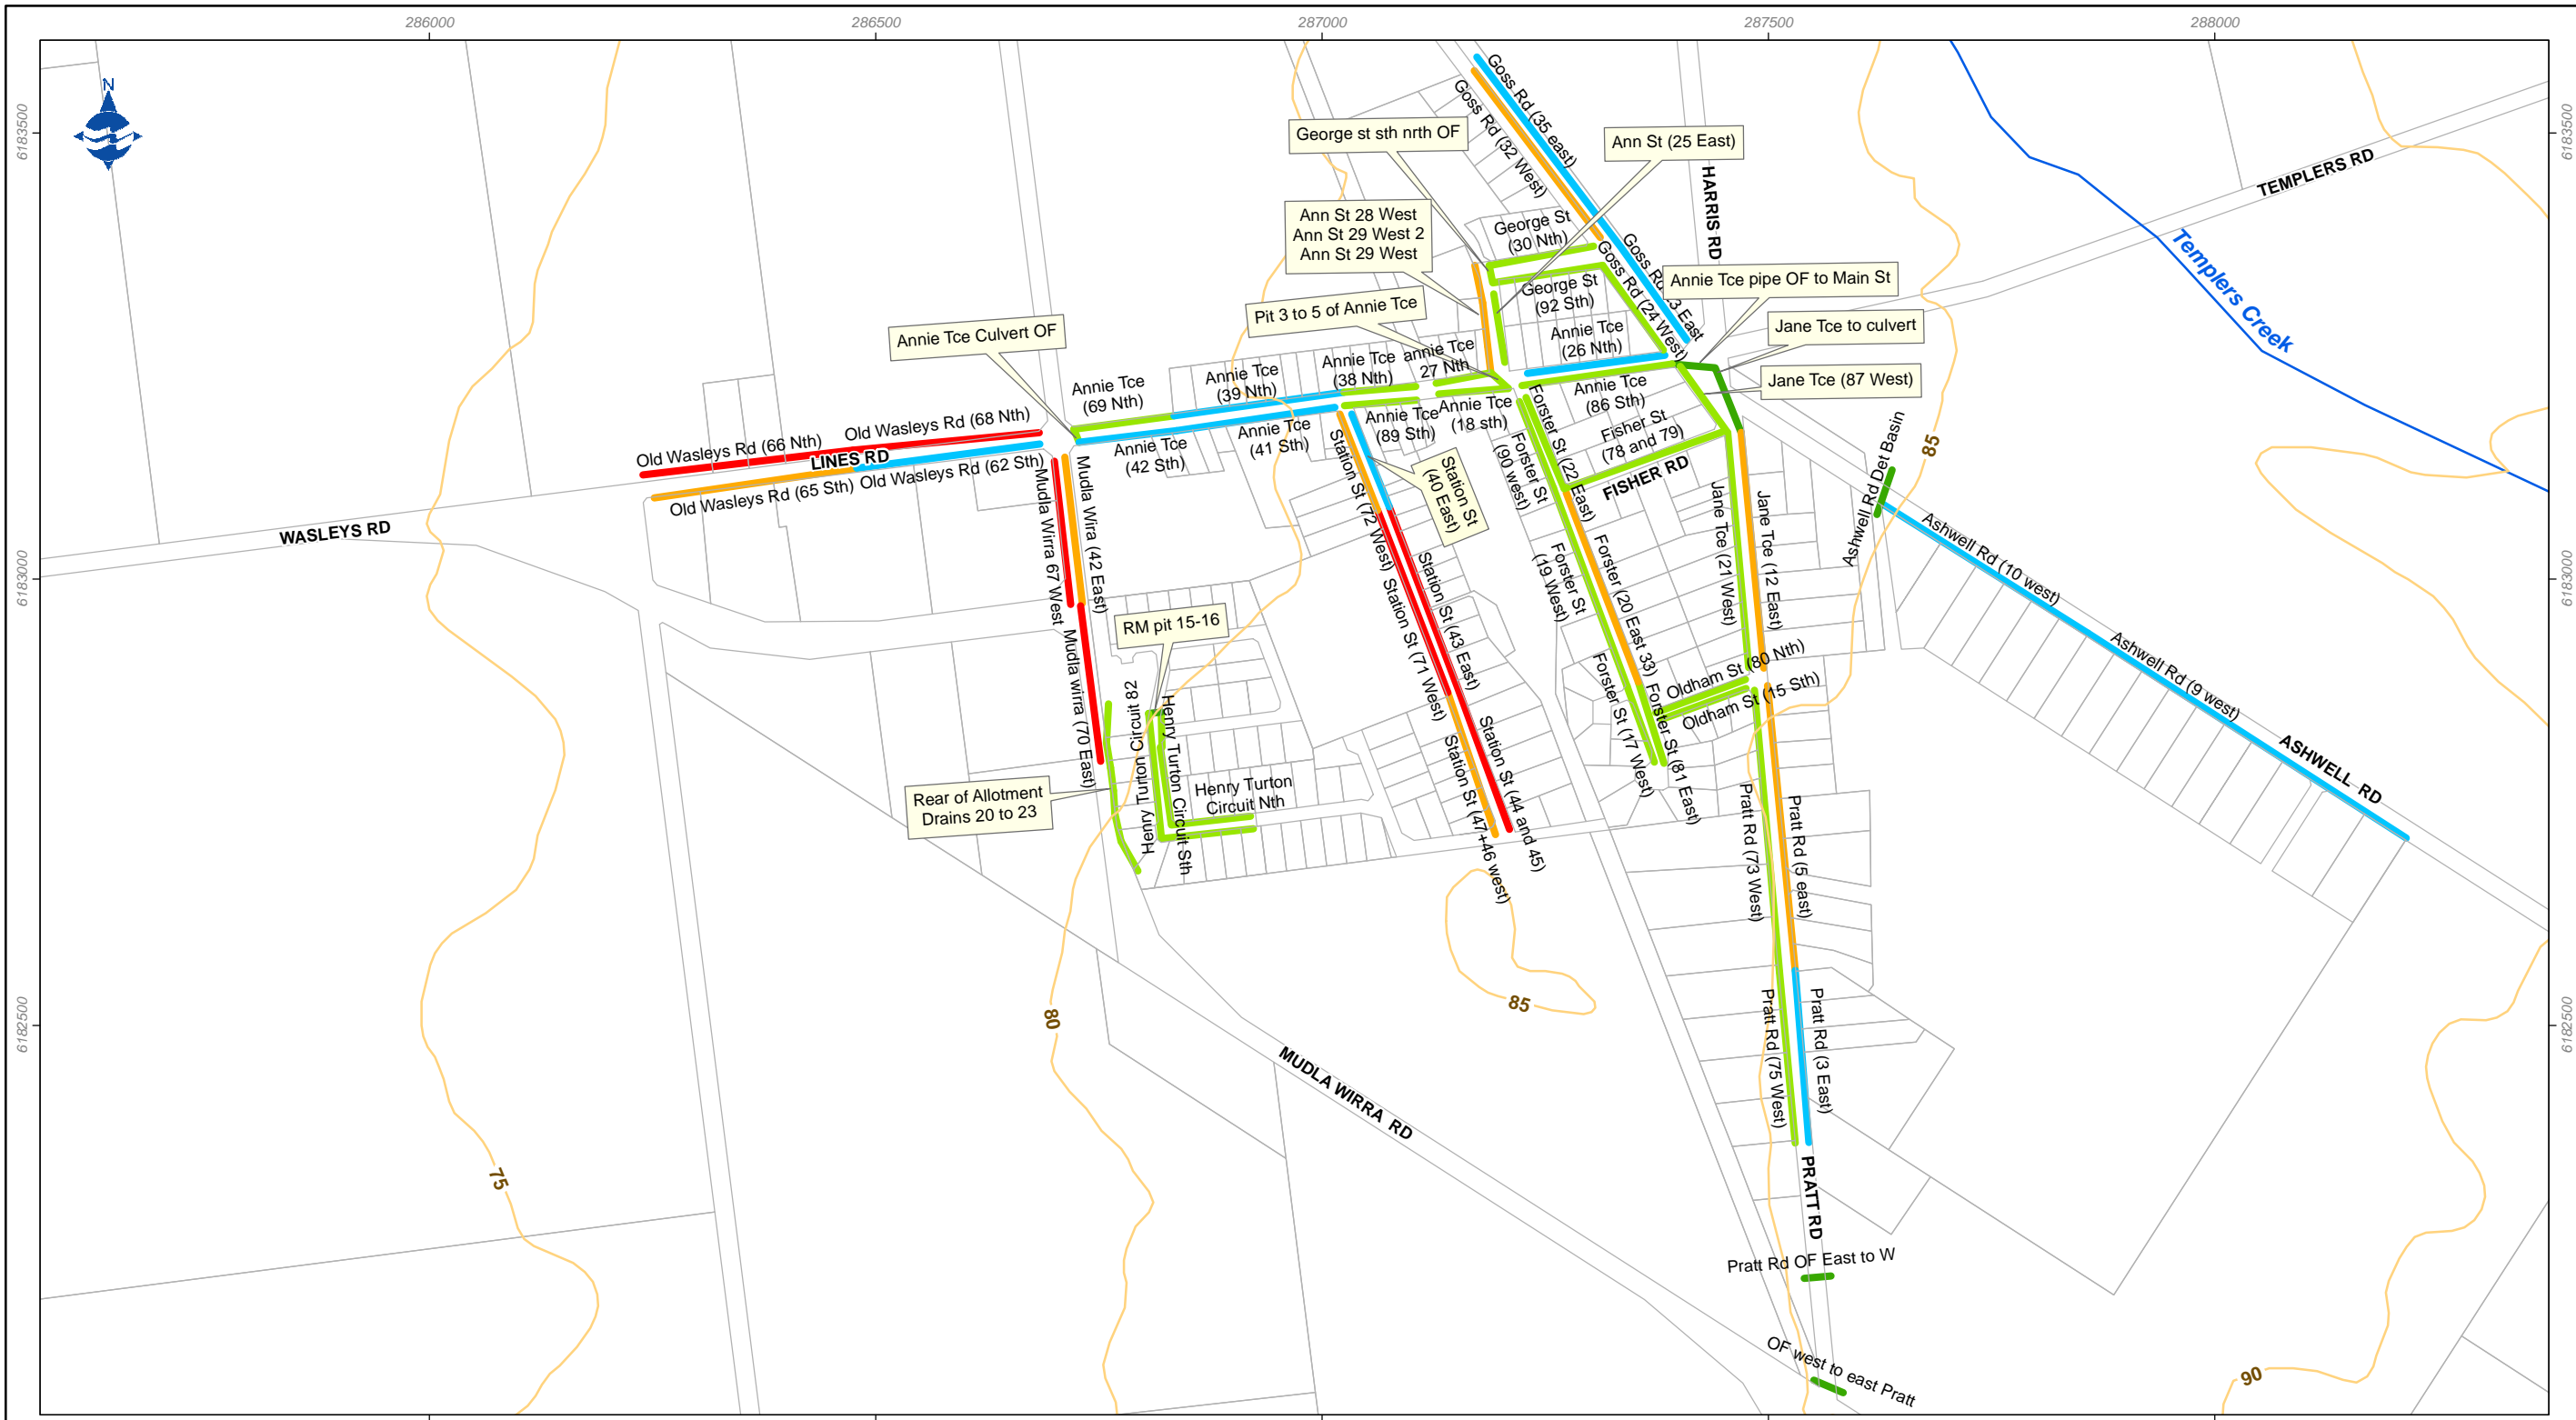 286000
286500
287000
287500
288000
6183500
6183500
6183000
6183000
6182500
6182500
N
Goss Rd (35 east)
Goss Rd (32 West)
George st sth nrth OF
Ann St (25 East)
HARRIS RD
TEMPLERS RD
Ann St 28 West
Ann St 29 West 2
Ann St 29 West
George St
(30 Nth)
Goss Rd 23 East
Goss Rd (24 West)
Templers Creek
Annie Tce pipe OF to Main St
George St
(92 Sth)
Pit 3 to 5 of Annie Tce
Jane Tce to culvert
Annie Tce Culvert OF
Annie Tce
(26 Nth)
annie Tce
27 Nth
Annie Tce
(38 Nth)
Annie Tce
(39 Nth)
Annie Tce
(69 Nth)
Jane Tce (87 West)
Annie Tce
(86 Sth)
Annie Tce
(18 sth)
Annie Tce
(89 Sth)
Annie Tce
(41 Sth)
Annie Tce
(42 Sth)
Fisher St
(78 and 79)
FISHER RD
Old Wasleys Rd (66 Nth)
Old Wasleys Rd (68 Nth)
LINES RD
Old Wasleys Rd (65 Sth)
Old Wasleys Rd (62 Sth)
WASLEYS RD
Mudla Wirra 67 West
Mudla Wira (42 East)
Mudla wirra (70 East)
Station St (72 West)
Station St
(40 East)
Station St (43 East)
Station St (71 West)
Station St (44 and 45)
Station St (47+46 west)
Forster St (22 East)
Forster St
(90 west)
Forster St
(19 West)
Forster (20 East 33)
Forster St (17 West)
Forster St (81 East)
Jane Tce (21 West)
Jane Tce (12 East)
Oldham St (80 Nth)
Oldham St (15 Sth)
Ashwell Rd Det Basin
85
Ashwell Rd (10 west)
Ashwell Rd (9 west)
ASHWELL RD
RM pit 15-16
Henry Turton Circuit 82
Henry Turton Circuit Sth
Henry Turton
Circuit Nth
Rear of Allotment
Drains 20 to 23
Pratt Rd (73 West)
Pratt Rd (5 east)
Pratt Rd (75 West)
Pratt Rd (3 East)
85
80
75
MUDLA WIRRA RD
PRATT RD
Pratt Rd OF East to W
OF west to east Pratt
90